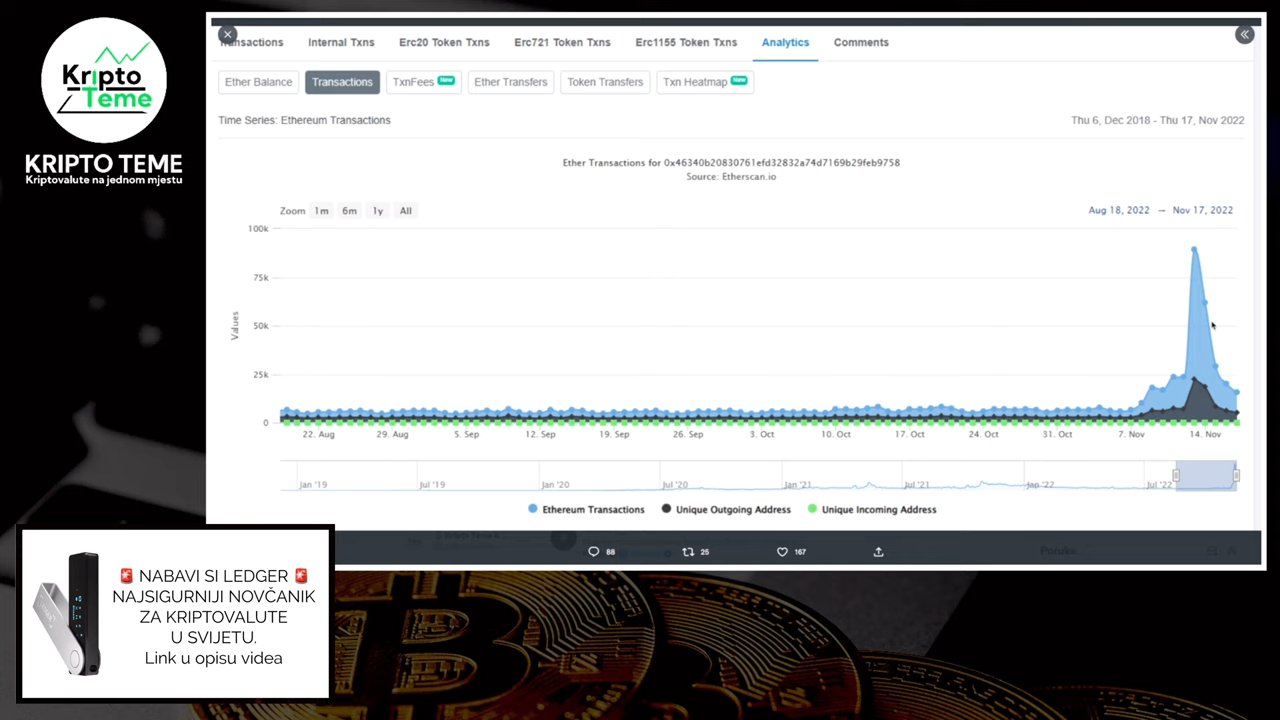 Kripto
Teme
KRIPTO TEME
Kriptovalute na jednom mjestu
Transactions Internal Txns Erc20 Token Txns Erc721 Token Txns Erc1155 Token Txns Analytics Comments
Ether Balance Transactions TxnFees New Ether Transfers Token Transfers Txn Heatmap New
Time Series: Ethereum Transactions Thu 6, Dec 2018 - Thu 17, Nov 2022
Ether Transactions for 0x46340b20830761efd32832a74d7169b29feb9758
Source: Etherscan.io
Zoom 1m 6m 1y All Aug 18, 2022 → Nov 17, 2022
100k
75k
50k
25k
0
Values
22. Aug 29. Aug 5. Sep 12. Sep 19. Sep 26. Sep 3. Oct 10. Oct 17. Oct 24. Oct 31. Oct 7. Nov 14. Nov
Jan '19 Jul '19 Jan '20 Jul '20 Jan '21 Jul '21 Jan '22 Jul '22
Ethereum Transactions Unique Outgoing Address Unique Incoming Address
88 25 167
Poruka
🚨 NABAVI SI LEDGER 🚨
NAJSIGURNIJI NOVČANIK
ZA KRIPTOVALUTE
U SVIJETU.
Link u opisu videa